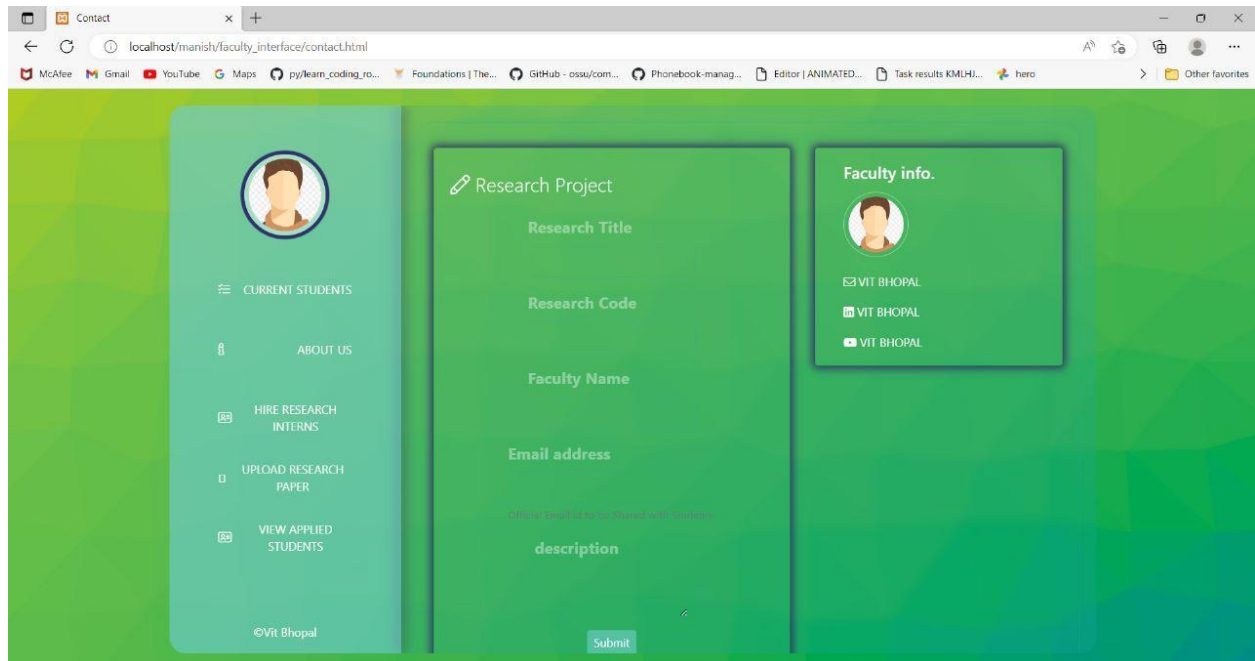 Contact
localhost/manish/faculty_interface/contact.html
McAfee
Gmail
YouTube
Maps
py/learn_coding_ro...
Foundations | The...
GitHub - ossu/com...
Phonebook-manag...
Editor | ANIMATED...
Task results KMLHJ...
hero
Other favorites
CURRENT STUDENTS
ABOUT US
HIRE RESEARCH
INTERNS
UPLOAD RESEARCH
PAPER
VIEW APPLIED
STUDENTS
©Vit Bhopal
Research Project
Research Title
Research Code
Faculty Name
Email address
Official Email id to be Shared with students
description
Submit
Faculty info.
VIT BHOPAL
VIT BHOPAL
VIT BHOPAL